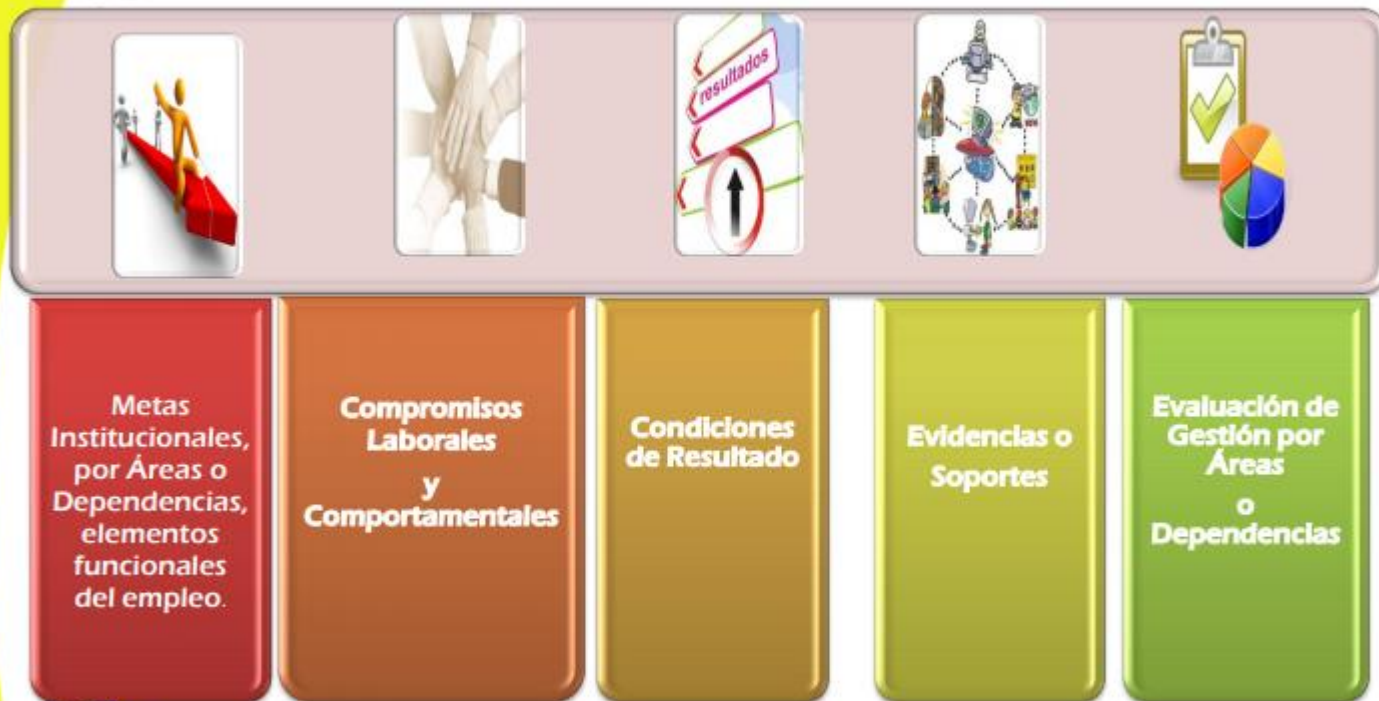 resultados
Metas
Institucionales,
por Áreas o
Dependencias,
elementos
funcionales
del empleo.
Compromisos
Laborales
y
Comportamentales
Condiciones
de Resultado
Evidencias o
Soportes
Evaluación de
Gestión por
Áreas
o
Dependencias